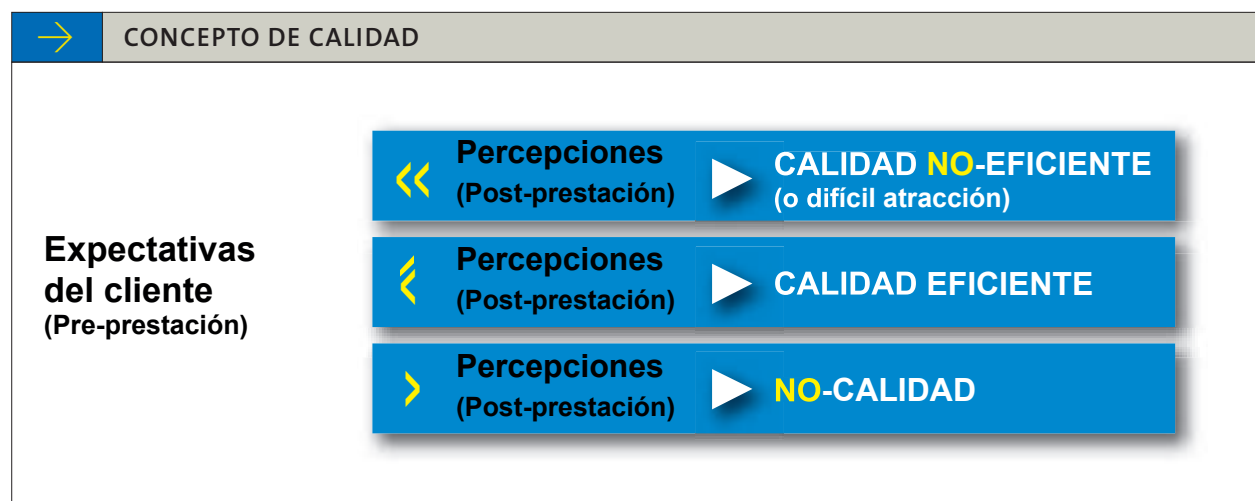 CONCEPTO DE CALIDAD
Expectativas
del cliente
(Pre-prestación)
<< Percepciones
(Post-prestación)
CALIDAD NO-EFICIENTE
(o difícil atracción)
≤ Percepciones
(Post-prestación)
CALIDAD EFICIENTE
> Percepciones
(Post-prestación)
NO-CALIDAD